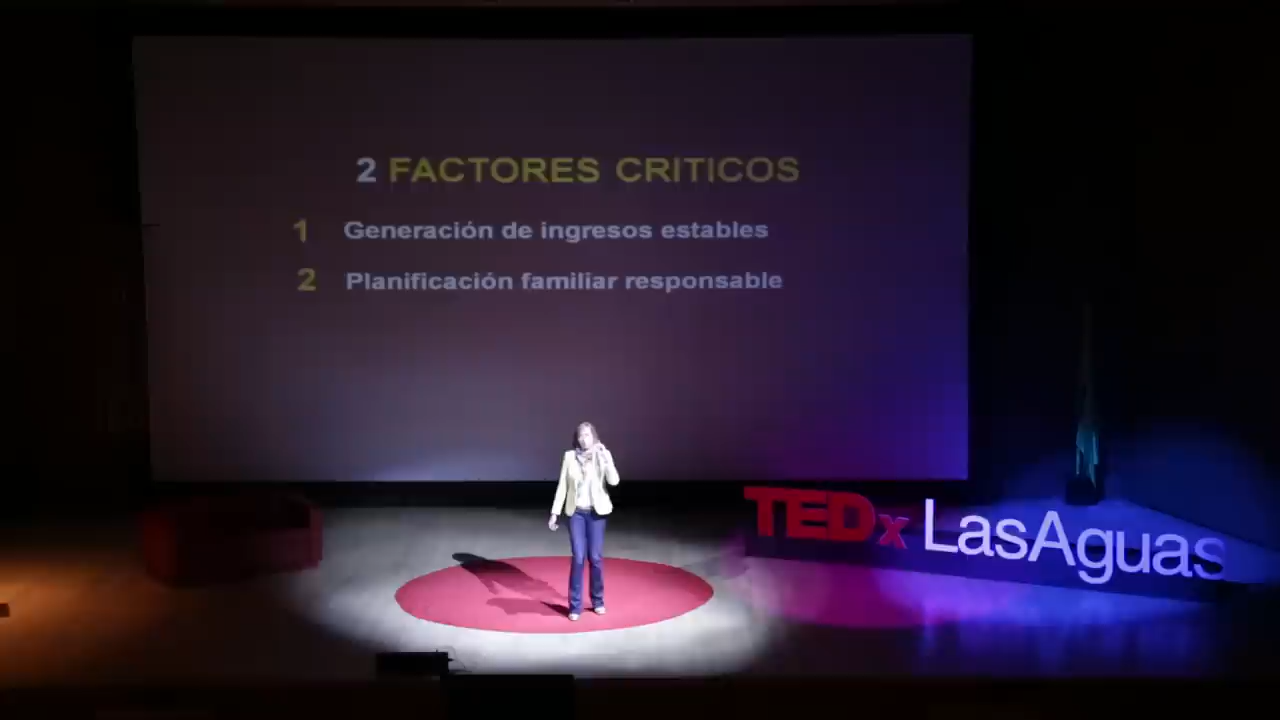 2 FACTORES CRITICOS
1 Generación de ingresos estables
2 Planificación familiar responsable
TEDx LasAguas